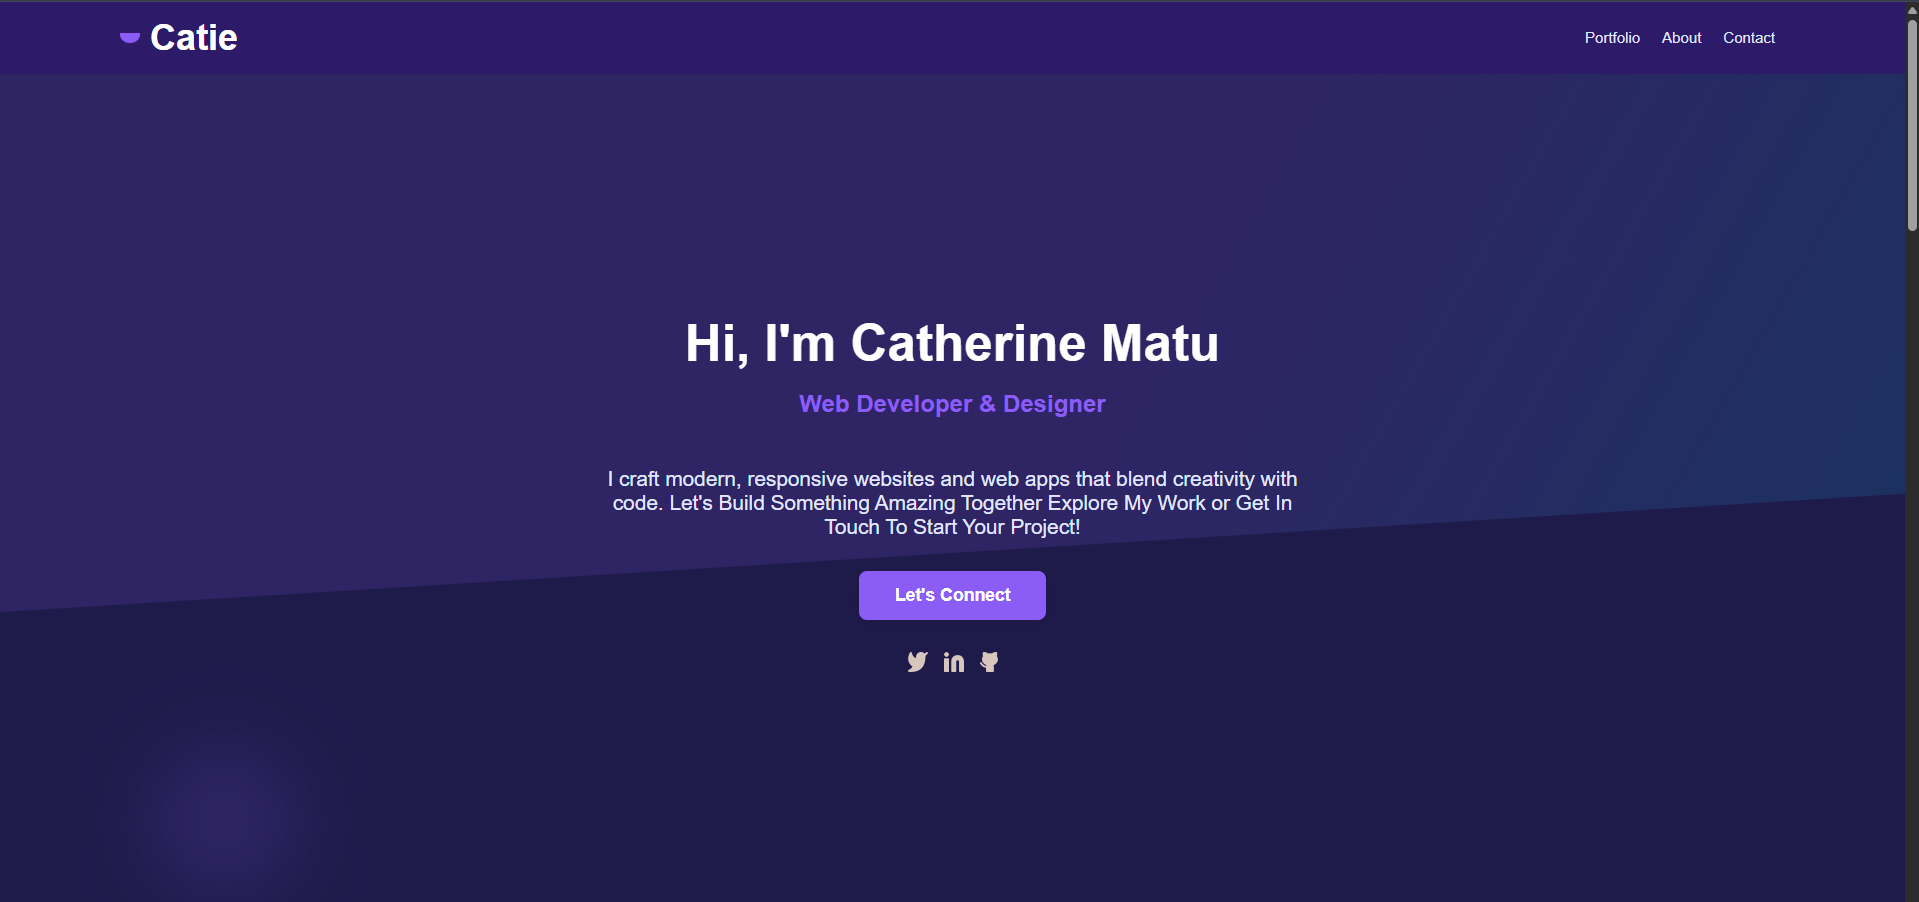 Catie
Portfolio About Contact
Hi, I'm Catherine Matu
Web Developer & Designer
I craft modern, responsive websites and web apps that blend creativity with
code. Let's Build Something Amazing Together Explore My Work or Get In
Touch To Start Your Project!
Let's Connect
in